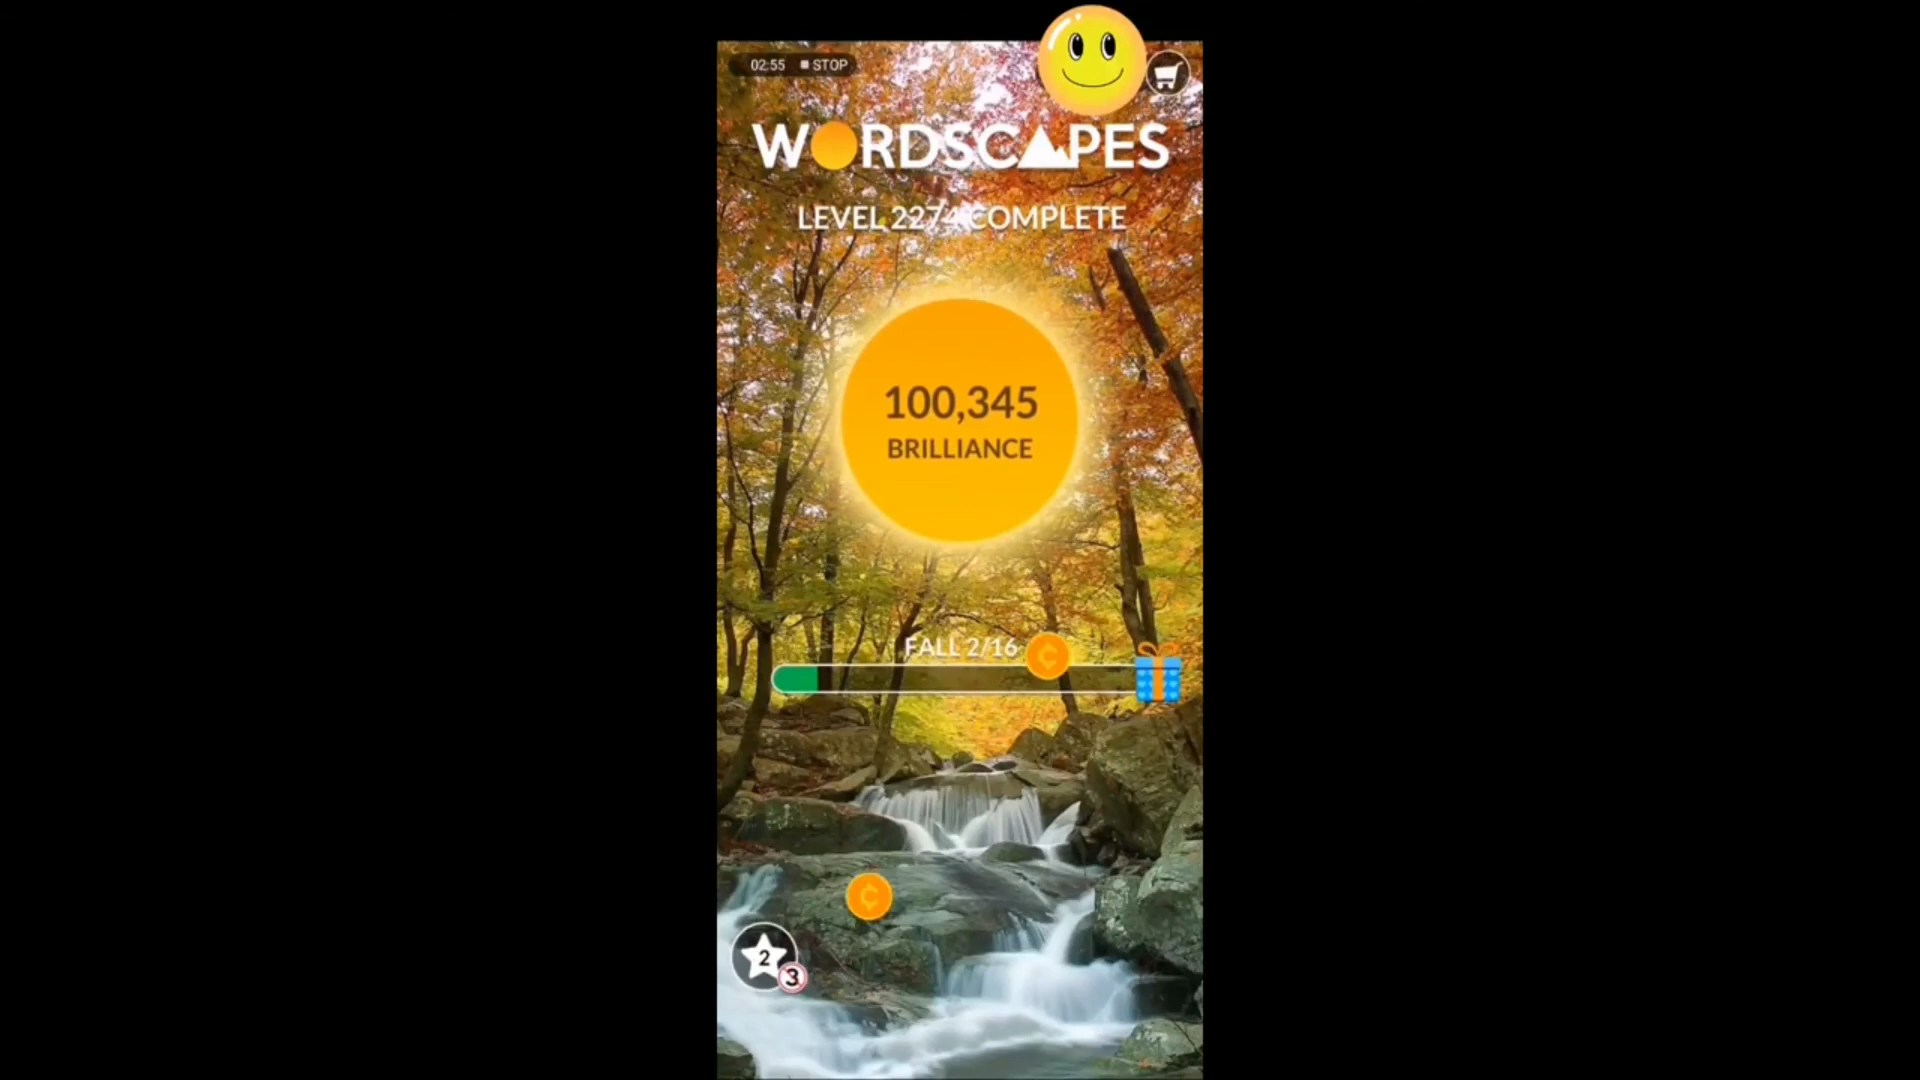 02:55 STOP
WORDSCAPES
LEVEL 2274 COMPLETE
100,345
BRILLIANCE
FALL 2/16
2
3